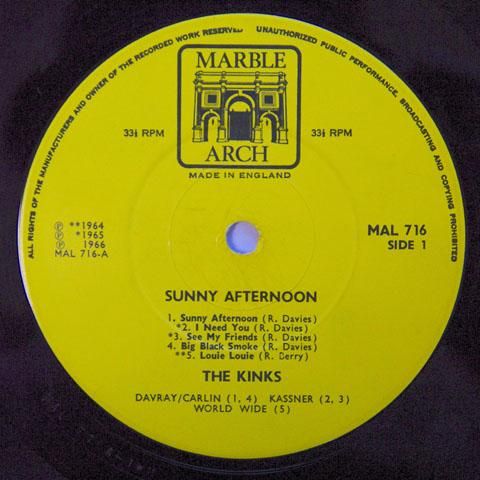 ALL RIGHTS OF THE MANUFACTURERS AND OWNER OF THE RECORDED WORK RESERVED   UNAUTHORIZED PUBLIC PERFORMANCE, BROADCASTING AND COPYING PROHIBITED
MARBLE
ARCH
33⅓ RPM   33⅓ RPM
MADE IN ENGLAND
℗ **1964
℗ *1965
℗ 1966
MAL 716-A
MAL 716
SIDE 1
SUNNY AFTERNOON
1. Sunny Afternoon (R. Davies)
*2. I Need You (R. Davies)
*3. See My Friends (R. Davies)
4. Big Black Smoke (R. Davies)
**5. Louie Louie (R. Berry)
THE KINKS
DAVRAY/CARLIN (1, 4)   KASSNER (2, 3)
WORLD WIDE (5)